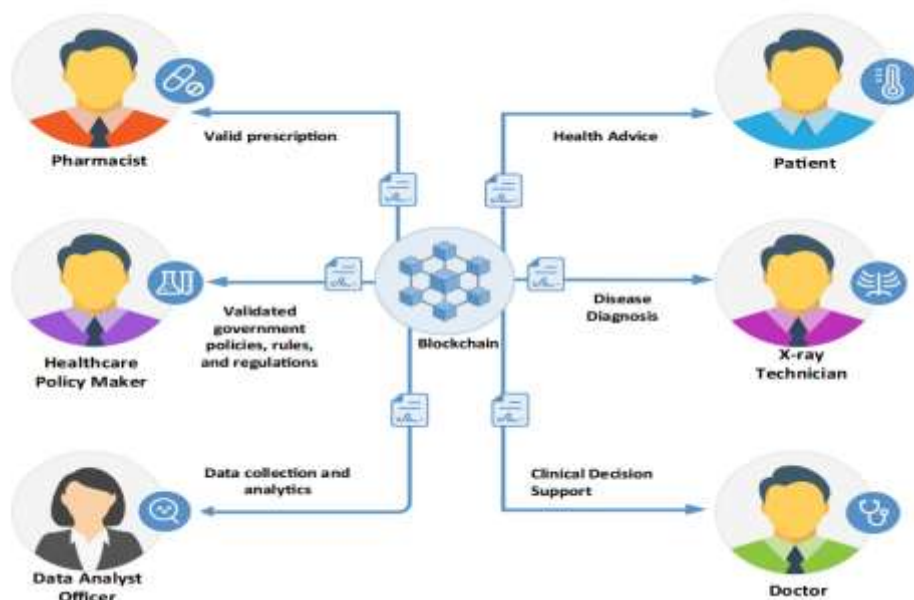 Valid prescription
Pharmacist
Health Advice
Patient
Validated
government
policies, rules,
and regulations
Healthcare
Policy Maker
Blockchain
Disease
Diagnosis
X-ray
Technician
Data collection and
analytics
Data Analyst
Officer
Clinical Decision
Support
Doctor